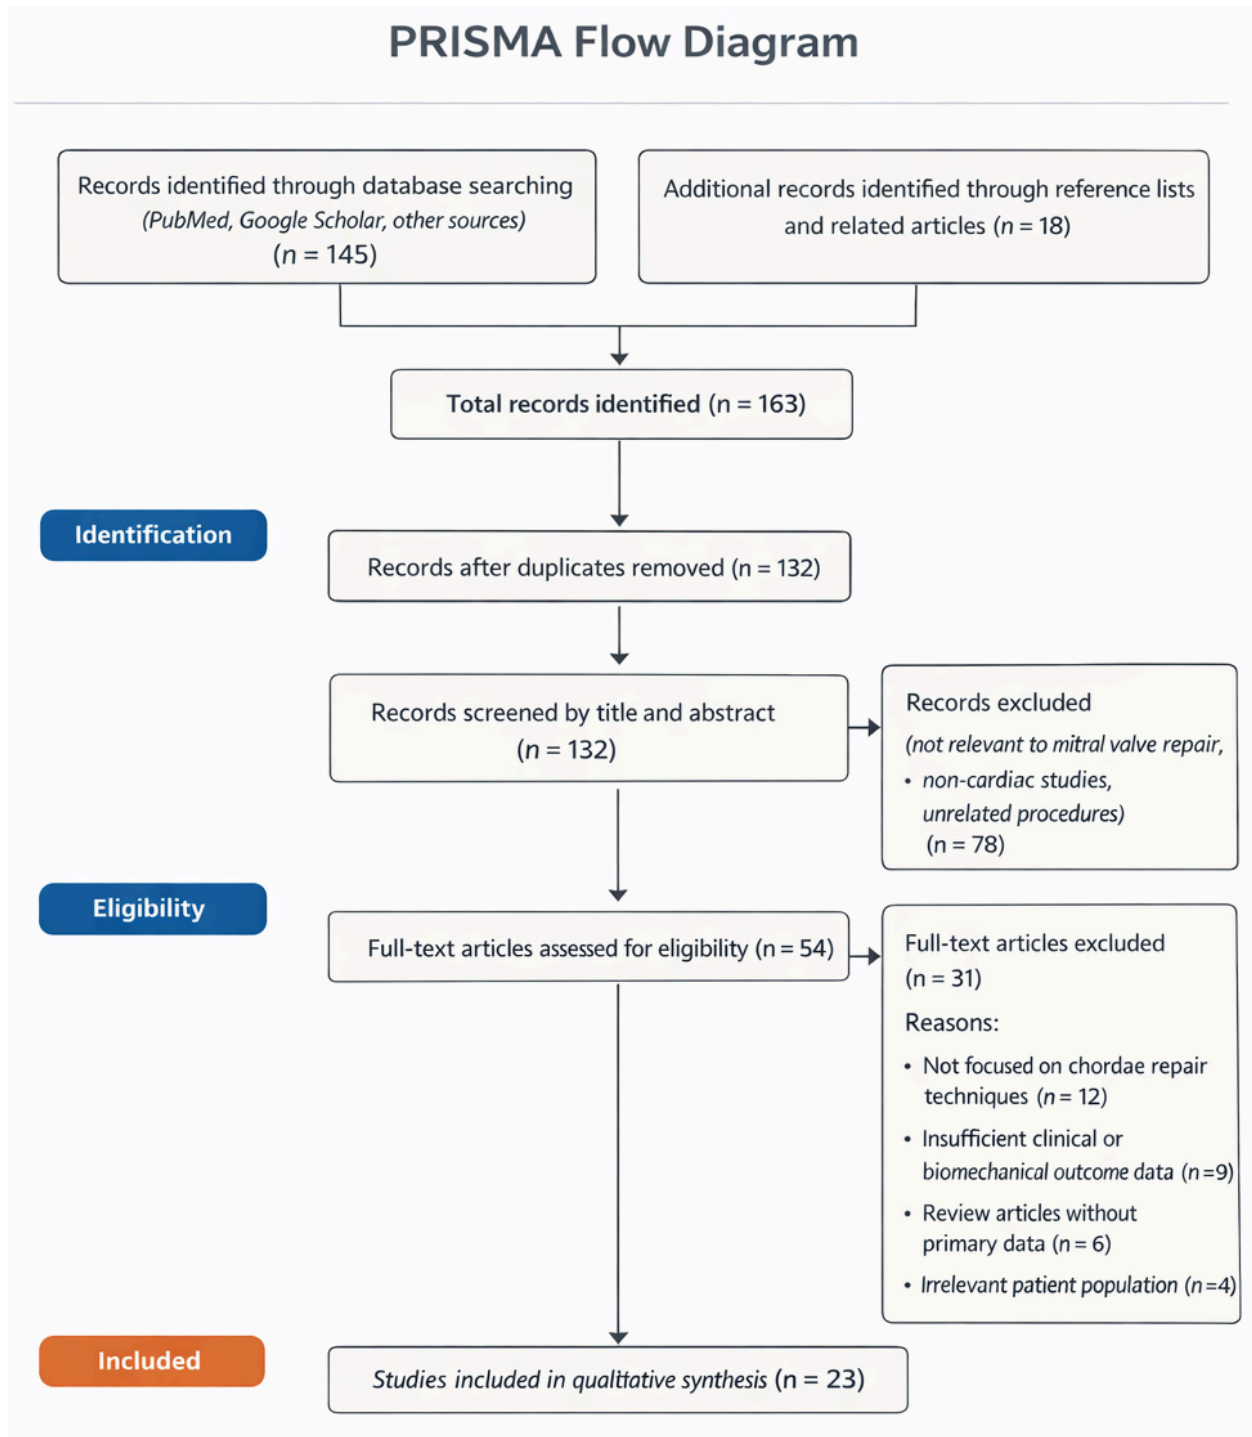 PRISMA Flow Diagram
Records identified through database searching
(PubMed, Google Scholar, other sources)
(n = 145)
Additional records identified through reference lists
and related articles (n = 18)
Total records identified (n = 163)
Identification
Records after duplicates removed (n = 132)
Records screened by title and abstract
(n = 132)
Records excluded
(not relevant to mitral valve repair,
• non-cardiac studies,
unrelated procedures)
(n = 78)
Eligibility
Full-text articles assessed for eligibility (n = 54)
Full-text articles excluded
(n = 31)
Reasons:
• Not focused on chordae repair
techniques (n = 12)
• Insufficient clinical or
biomechanical outcome data (n=9)
• Review articles without
primary data (n = 6)
• Irrelevant patient population (n=4)
Included
Studies included in qualitative synthesis (n = 23)